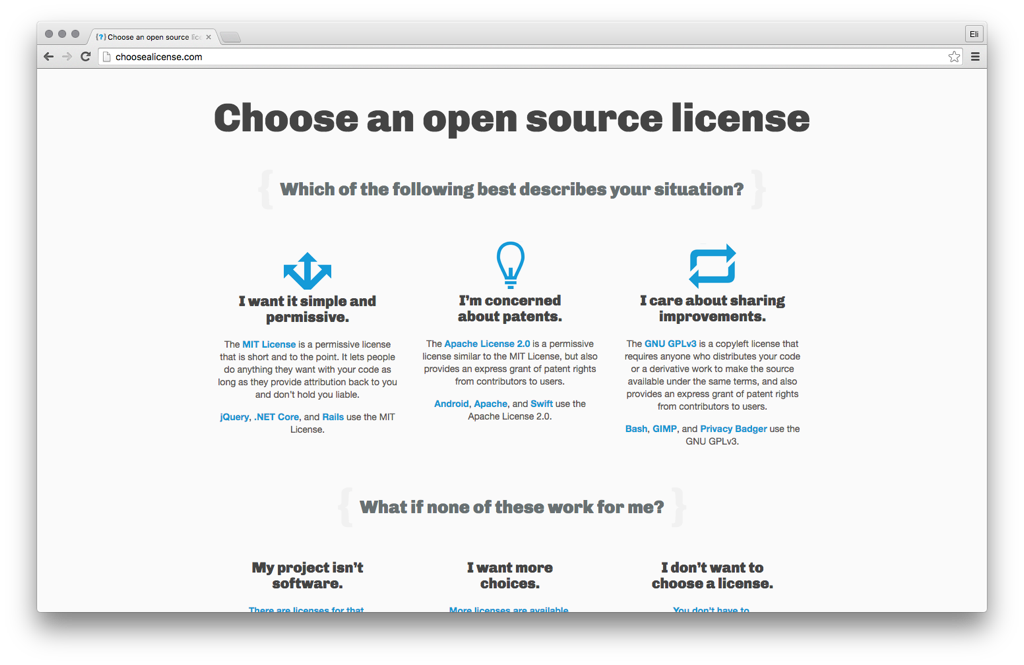 [?] Choose an open source lic
Eli
choosealicense.com
Choose an open source license
{ Which of the following best describes your situation? }
I want it simple and
permissive.
The MIT License is a permissive license
that is short and to the point. It lets people
do anything they want with your code as
long as they provide attribution back to you
and don't hold you liable.
jQuery, .NET Core, and Rails use the MIT
License.
I'm concerned
about patents.
The Apache License 2.0 is a permissive
license similar to the MIT License, but also
provides an express grant of patent rights
from contributors to users.
Android, Apache, and Swift use the
Apache License 2.0.
I care about sharing
improvements.
The GNU GPLv3 is a copyleft license that
requires anyone who distributes your code
or a derivative work to make the source
available under the same terms, and also
provides an express grant of patent rights
from contributors to users.
Bash, GIMP, and Privacy Badger use the
GNU GPLv3.
{ What if none of these work for me? }
My project isn't
software.
There are licenses for that
I want more
choices.
More licenses are available
I don't want to
choose a license.
You don't have to